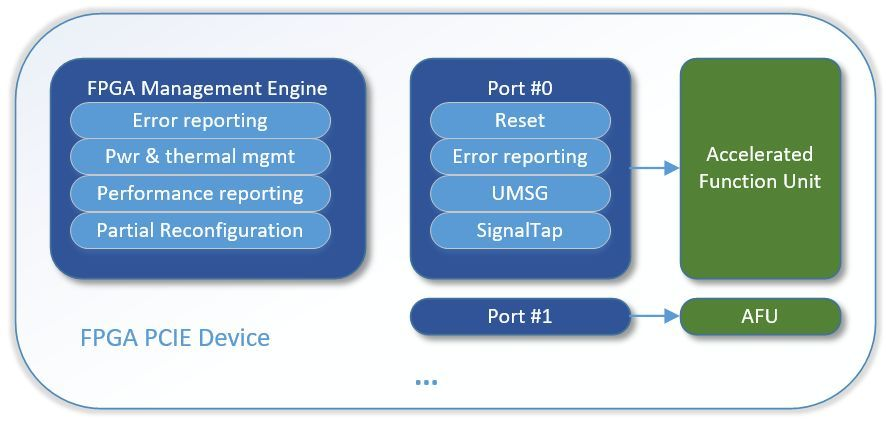 FPGA Management Engine
Error reporting
Pwr & thermal mgmt
Performance reporting
Partial Reconfiguration
Port #0
Reset
Error reporting
UMSG
SignalTap
Accelerated
Function Unit
Port #1
AFU
FPGA PCIE Device
...